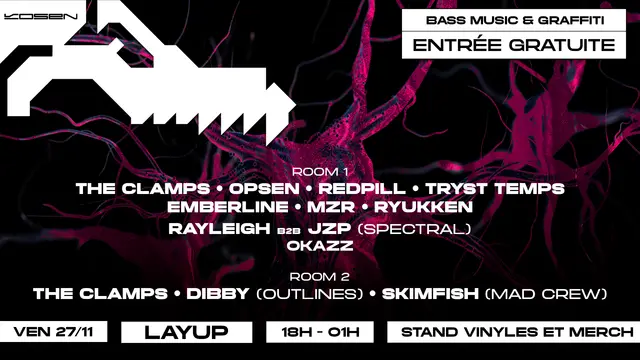 KOSEN
BASS MUSIC & GRAFFITI
ENTRÉE GRATUITE
ROOM 1
THE CLAMPS • OPSEN • REDPILL • TRYST TEMPS
EMBERLINE • MZR • RYUKKEN
RAYLEIGH B2B JZP (SPECTRAL)
OKAZZ
ROOM 2
THE CLAMPS • DIBBY (OUTLINES) • SKIMFISH (MAD CREW)
VEN 27/11
LAYUP
18H - 01H
STAND VINYLES ET MERCH